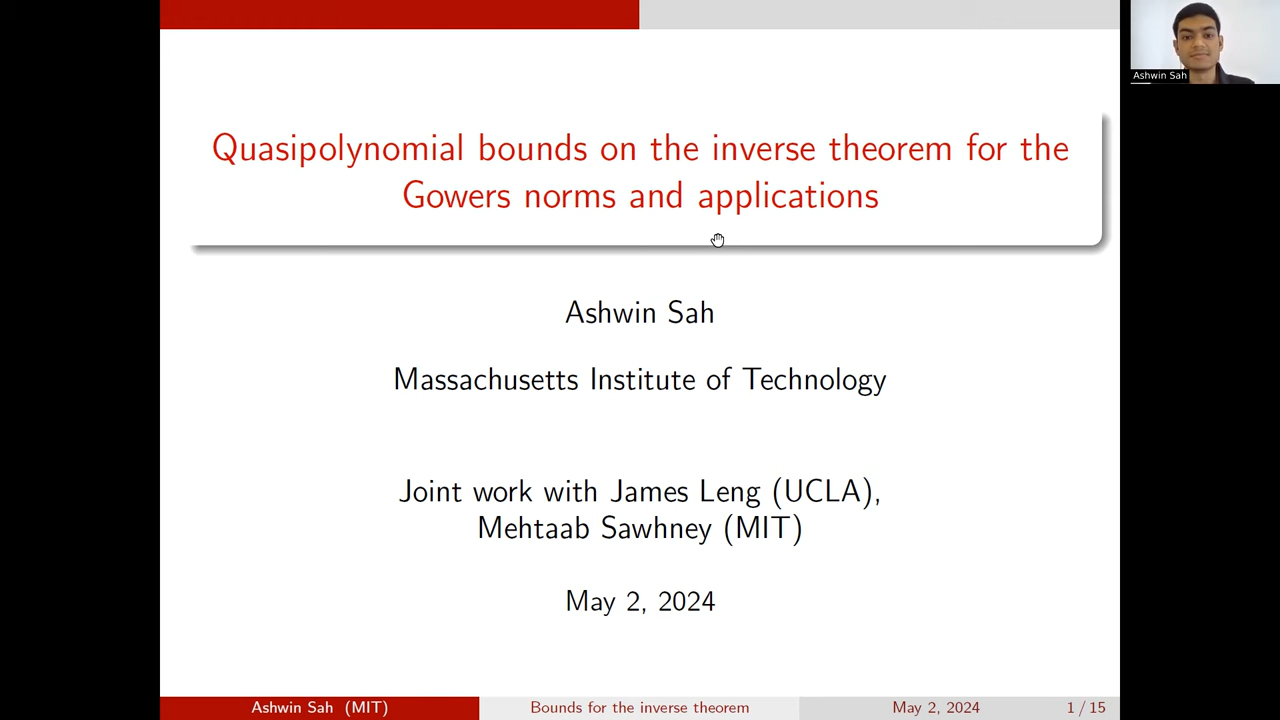 Quasipolynomial bounds on the inverse theorem for the
Gowers norms and applications
Ashwin Sah
Massachusetts Institute of Technology
Joint work with James Leng (UCLA),
Mehtaab Sawhney (MIT)
May 2, 2024
Ashwin Sah (MIT) Bounds for the inverse theorem May 2, 2024 1 / 15
Ashwin Sah